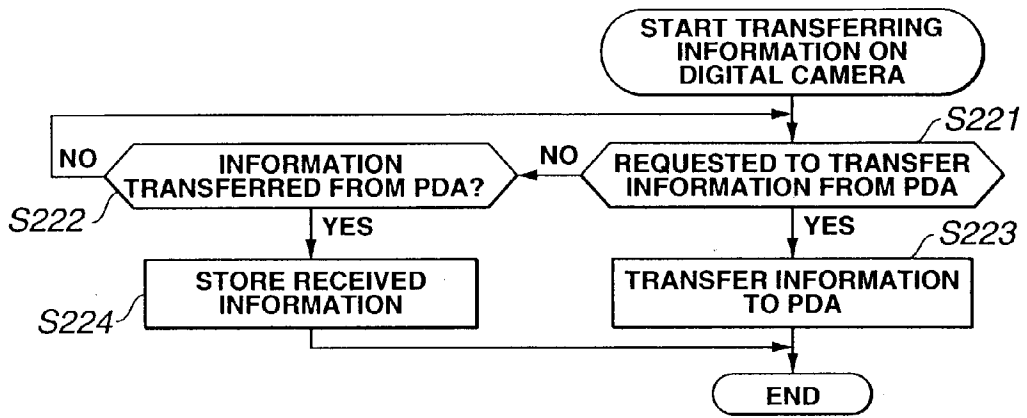 START TRANSFERRING
INFORMATION ON
DIGITAL CAMERA
S221
REQUESTED TO TRANSFER
INFORMATION FROM PDA
NO
YES
INFORMATION
TRANSFERRED FROM PDA?
NO
S222
YES
S223
TRANSFER INFORMATION
TO PDA
STORE RECEIVED
INFORMATION
S224
END